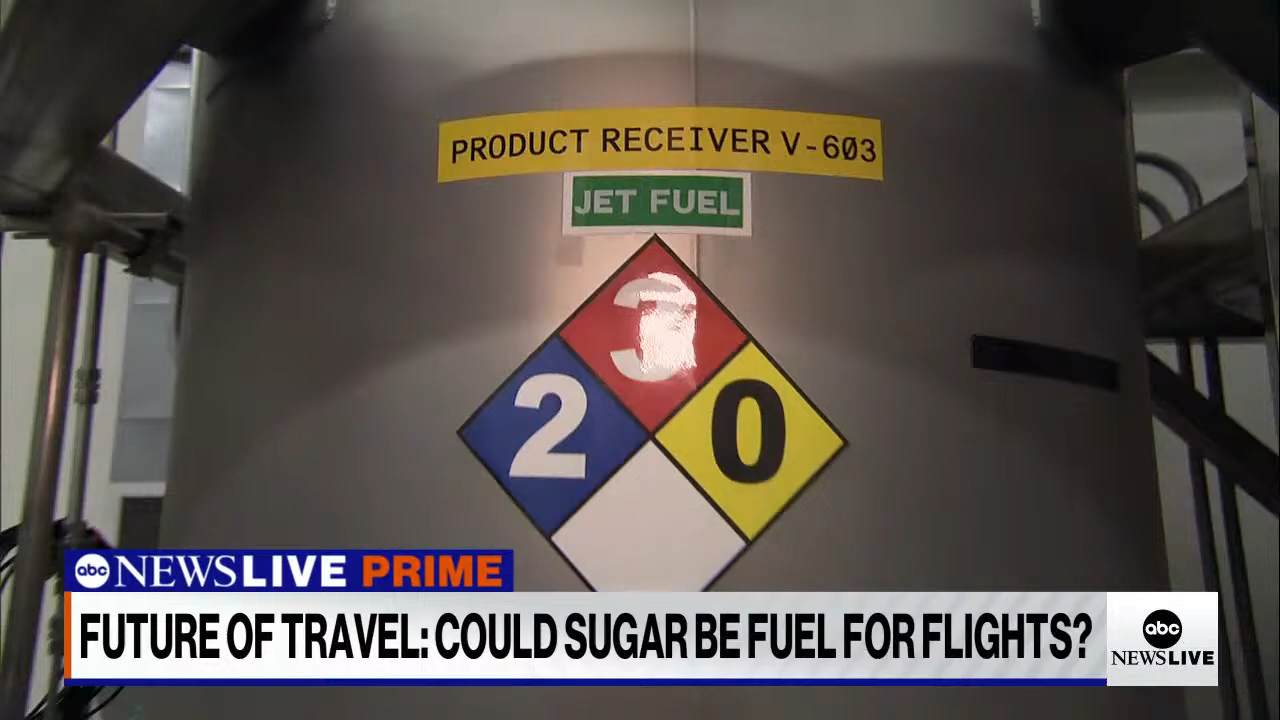 PRODUCT RECEIVER V-603
JET FUEL
3
2
0
abc NEWS LIVE PRIME
FUTURE OF TRAVEL: COULD SUGAR BE FUEL FOR FLIGHTS?
abc
NEWS LIVE